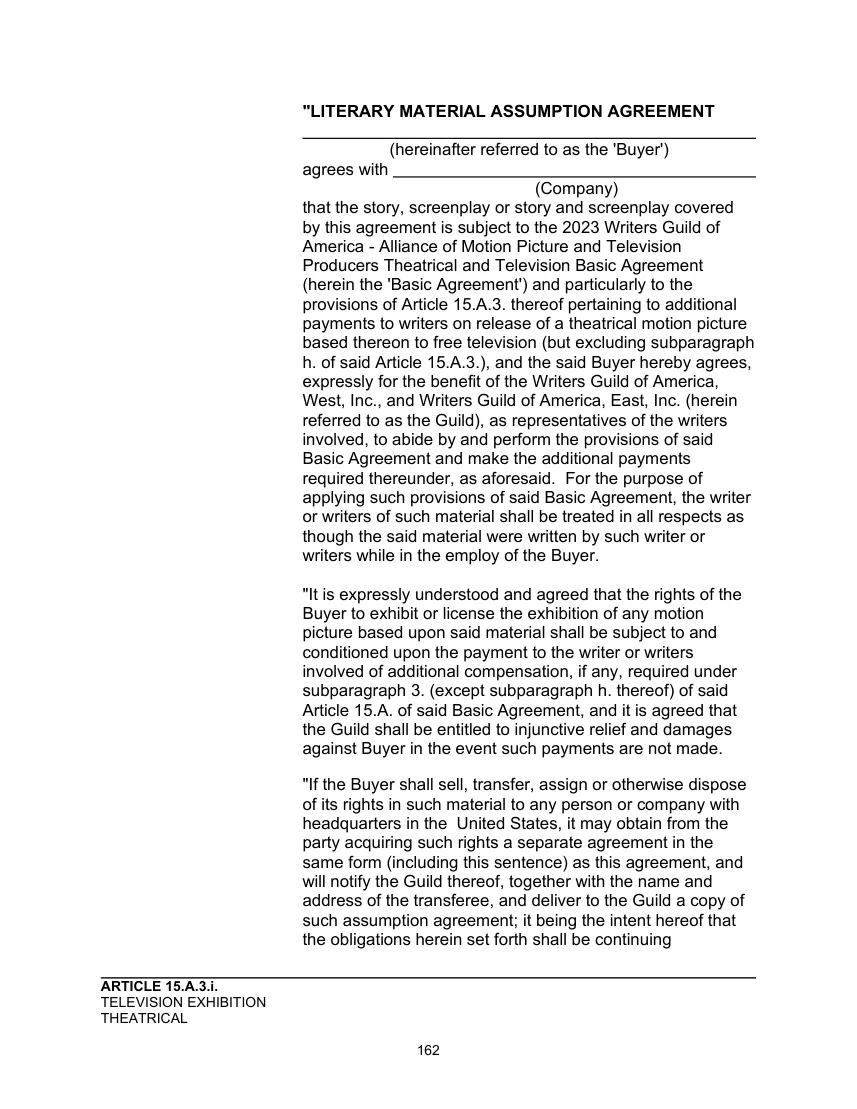 "LITERARY MATERIAL ASSUMPTION AGREEMENT
(hereinafter referred to as the 'Buyer')
agrees with
(Company)
that the story, screenplay or story and screenplay covered
by this agreement is subject to the 2023 Writers Guild of
America - Alliance of Motion Picture and Television
Producers Theatrical and Television Basic Agreement
(herein the 'Basic Agreement') and particularly to the
provisions of Article 15.A.3. thereof pertaining to additional
payments to writers on release of a theatrical motion picture
based thereon to free television (but excluding subparagraph
h. of said Article 15.A.3.), and the said Buyer hereby agrees,
expressly for the benefit of the Writers Guild of America,
West, Inc., and Writers Guild of America, East, Inc. (herein
referred to as the Guild), as representatives of the writers
involved, to abide by and perform the provisions of said
Basic Agreement and make the additional payments
required thereunder, as aforesaid.  For the purpose of
applying such provisions of said Basic Agreement, the writer
or writers of such material shall be treated in all respects as
though the said material were written by such writer or
writers while in the employ of the Buyer.
"It is expressly understood and agreed that the rights of the
Buyer to exhibit or license the exhibition of any motion
picture based upon said material shall be subject to and
conditioned upon the payment to the writer or writers
involved of additional compensation, if any, required under
subparagraph 3. (except subparagraph h. thereof) of said
Article 15.A. of said Basic Agreement, and it is agreed that
the Guild shall be entitled to injunctive relief and damages
against Buyer in the event such payments are not made.
"If the Buyer shall sell, transfer, assign or otherwise dispose
of its rights in such material to any person or company with
headquarters in the  United States, it may obtain from the
party acquiring such rights a separate agreement in the
same form (including this sentence) as this agreement, and
will notify the Guild thereof, together with the name and
address of the transferee, and deliver to the Guild a copy of
such assumption agreement; it being the intent hereof that
the obligations herein set forth shall be continuing
ARTICLE 15.A.3.i.
TELEVISION EXHIBITION
THEATRICAL
162